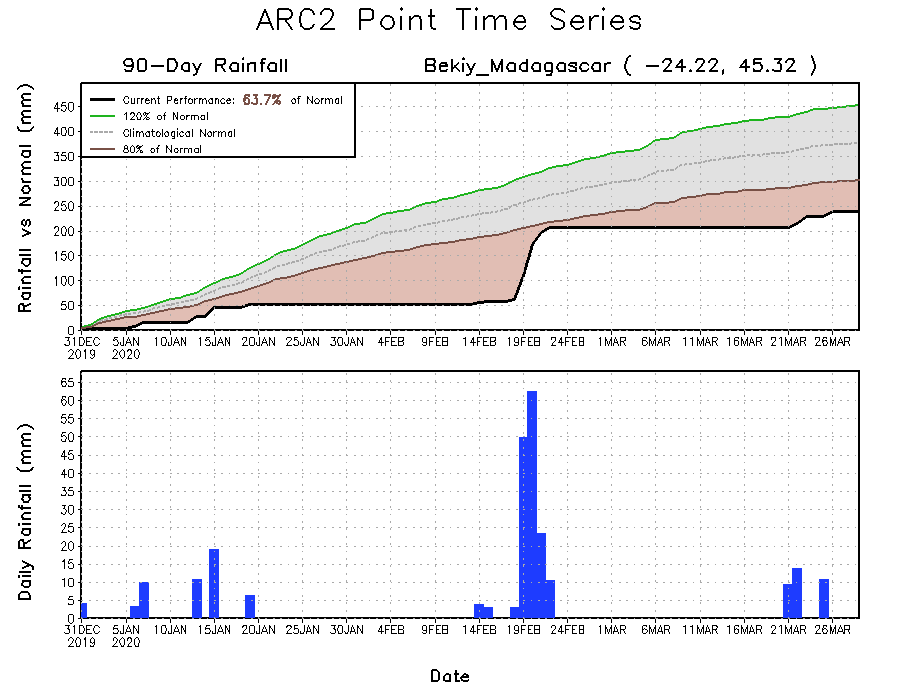 ARC2 Point Time Series
90-Day Rainfall Bekiy_Madagascar ( -24.22, 45.32 )
Rainfall vs Normal (mm)
Current Performance: 63.7% of Normal
120% of Normal
Climatological Normal
80% of Normal
450
400
350
300
250
200
150
100
50
0
31DEC 5JAN 10JAN 15JAN 20JAN 25JAN 30JAN 4FEB 9FEB 14FEB 19FEB 24FEB 1MAR 6MAR 11MAR 16MAR 21MAR 26MAR
2019 2020
Daily Rainfall (mm)
65
60
55
50
45
40
35
30
25
20
15
10
5
0
31DEC 5JAN 10JAN 15JAN 20JAN 25JAN 30JAN 4FEB 9FEB 14FEB 19FEB 24FEB 1MAR 6MAR 11MAR 16MAR 21MAR 26MAR
2019 2020
Date